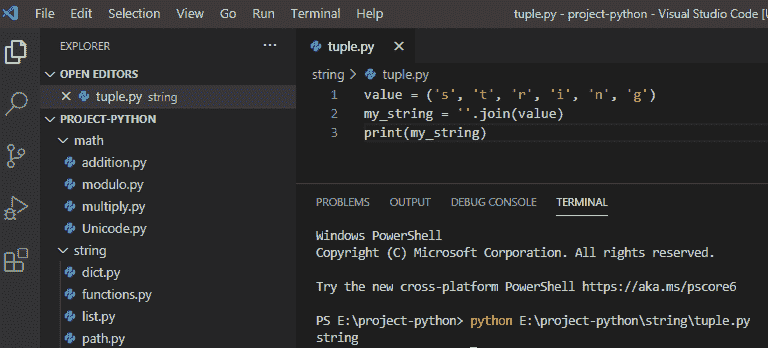 File Edit Selection View Go Run Terminal Help
tuple.py - project-python - Visual Studio Code [
EXPLORER
OPEN EDITORS
tuple.py string
PROJECT-PYTHON
math
addition.py
modulo.py
multiply.py
Unicode.py
string
dict.py
functions.py
list.py
path.py
tuple.py
string > tuple.py
1 value = ('s', 't', 'r', 'i', 'n', 'g')
2 my_string = ''.join(value)
3 print(my_string)
PROBLEMS OUTPUT DEBUG CONSOLE TERMINAL
Windows PowerShell
Copyright (C) Microsoft Corporation. All rights reserved.
Try the new cross-platform PowerShell https://aka.ms/pscore6
PS E:\project-python> python E:\project-python\string\tuple.py
string